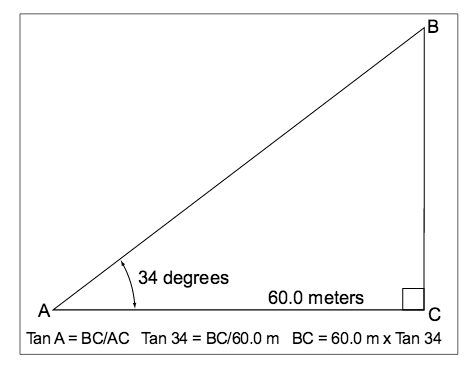 B
34 degrees
60.0 meters
A
C
Tan A = BC/AC Tan 34 = BC/60.0 m BC = 60.0 m x Tan 34